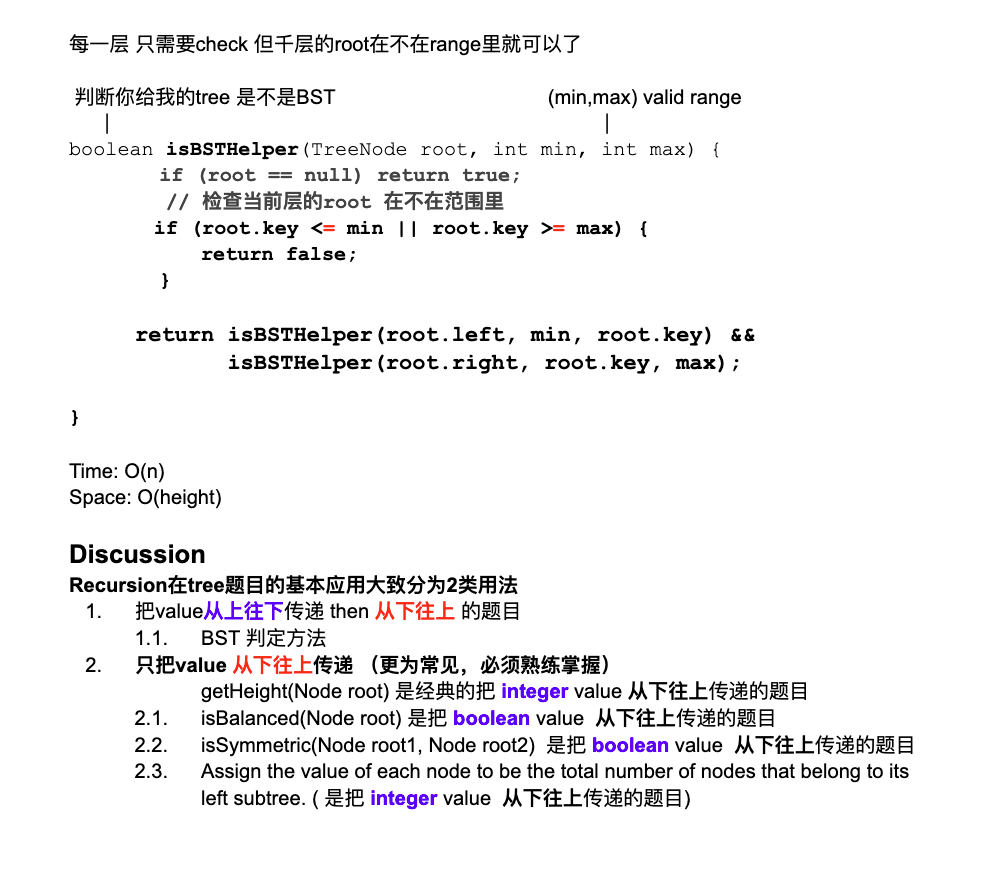 每一层 只需要check 但千层的root在不在range里就可以了
判断你给我的tree 是不是BST (min,max) valid range
| |
boolean isBSTHelper(TreeNode root, int min, int max) {
if (root == null) return true;
// 检查当前层的root 在不在范围里
if (root.key <= min || root.key >= max) {
return false;
}
return isBSTHelper(root.left, min, root.key) &&
isBSTHelper(root.right, root.key, max);
}
Time: O(n)
Space: O(height)
Discussion
Recursion在tree题目的基本应用大致分为2类用法
1. 把value从上往下传递 then 从下往上 的题目
1.1. BST 判定方法
2. 只把value 从下往上传递 （更为常见，必须熟练掌握）
getHeight(Node root) 是经典的把 integer value 从下往上传递的题目
2.1. isBalanced(Node root) 是把 boolean value 从下往上传递的题目
2.2. isSymmetric(Node root1, Node root2) 是把 boolean value 从下往上传递的题目
2.3. Assign the value of each node to be the total number of nodes that belong to its
left subtree. ( 是把 integer value 从下往上传递的题目)